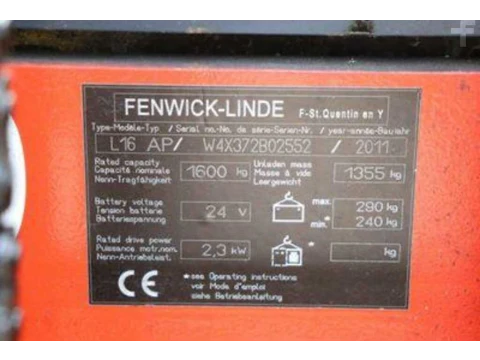 FENWICK-LINDE F-St.Quentin en Y
Type-Modèle-Typ / Serial no.-No. de série-Serien-Nr. / year-année-Baujahr
L16 AP/ W4X372B02552 / 2011
Rated capacity
Capacité nominale
Nenn-Tragfähigkeit
1600 kg
Unladen mass
Masse à vide
Leergewicht
1355 kg
Battery voltage
Tension batterie
Batteriespannung
24 V
max. 290 kg
min.* 240 kg
Rated drive power
Puissance motr.nom.
Nenn-Antriebsleist.
2,3 kW
* kg
CE
*see Operating instructions
voir Mode d'emploi
siehe Betriebsanleitung